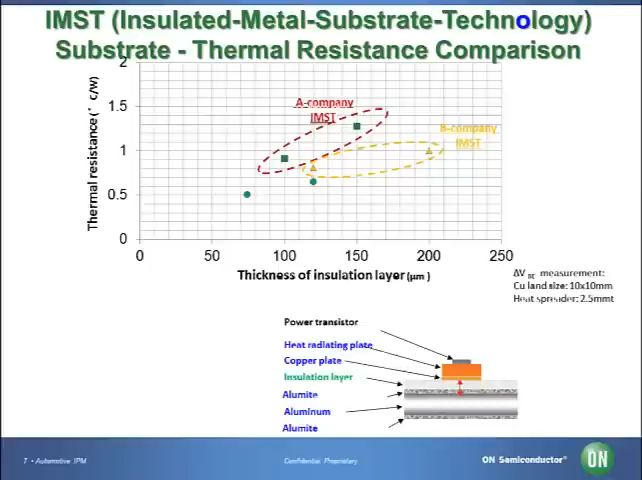 IMST (Insulated-Metal-Substrate-Technology)
Substrate - Thermal Resistance Comparison
Thermal resistance (° c/W)
2
1.5
1
0.5
0
A-company
IMST
B-company
IMST
0 50 100 150 200 250
Thickness of insulation layer (μm )
ΔV BE measurement:
Cu land size: 10x10mm
Heat spreader: 2.5mmt
Power transistor
Heat radiating plate
Copper plate
Insulation layer
Alumite
Aluminum
Alumite
7 • Automotive IPM
Confidential Proprietary
ON Semiconductor®
ON